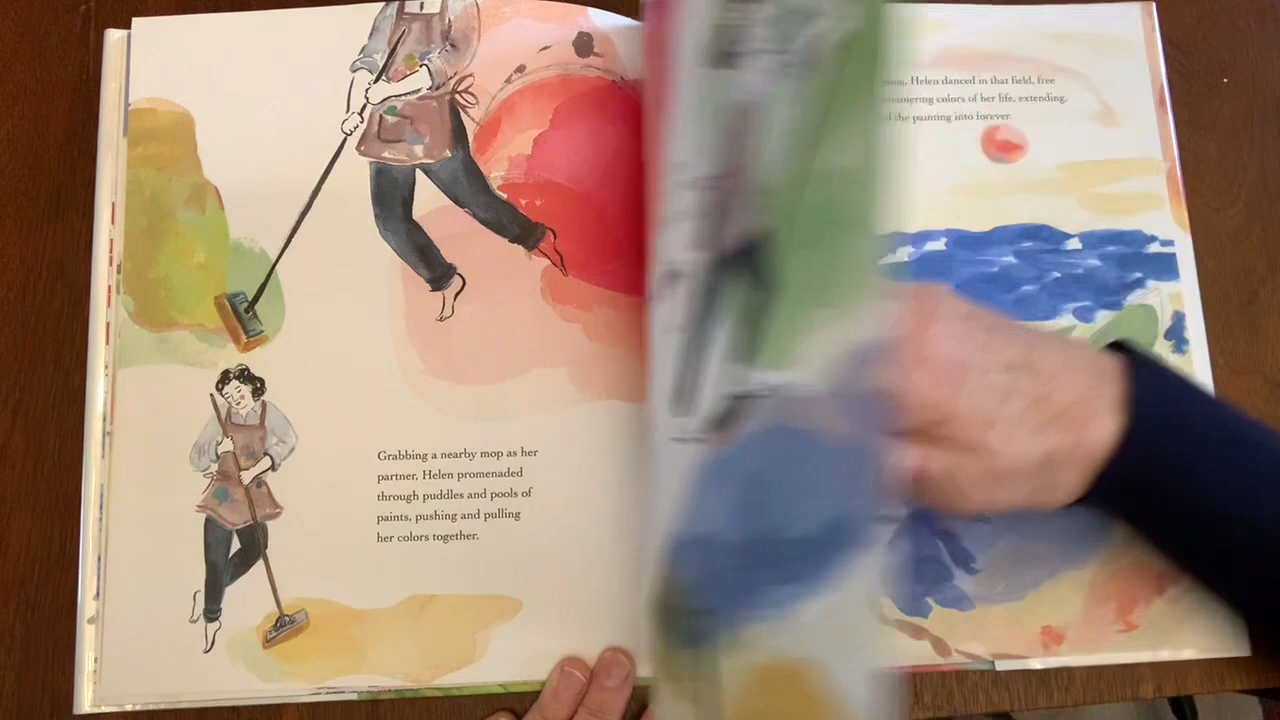 Grabbing a nearby mop as her
partner, Helen promenaded
through puddles and pools of
paints, pushing and pulling
her colors together.
Helen danced in that field, free
colors of her life, extending,
the painting into forever.